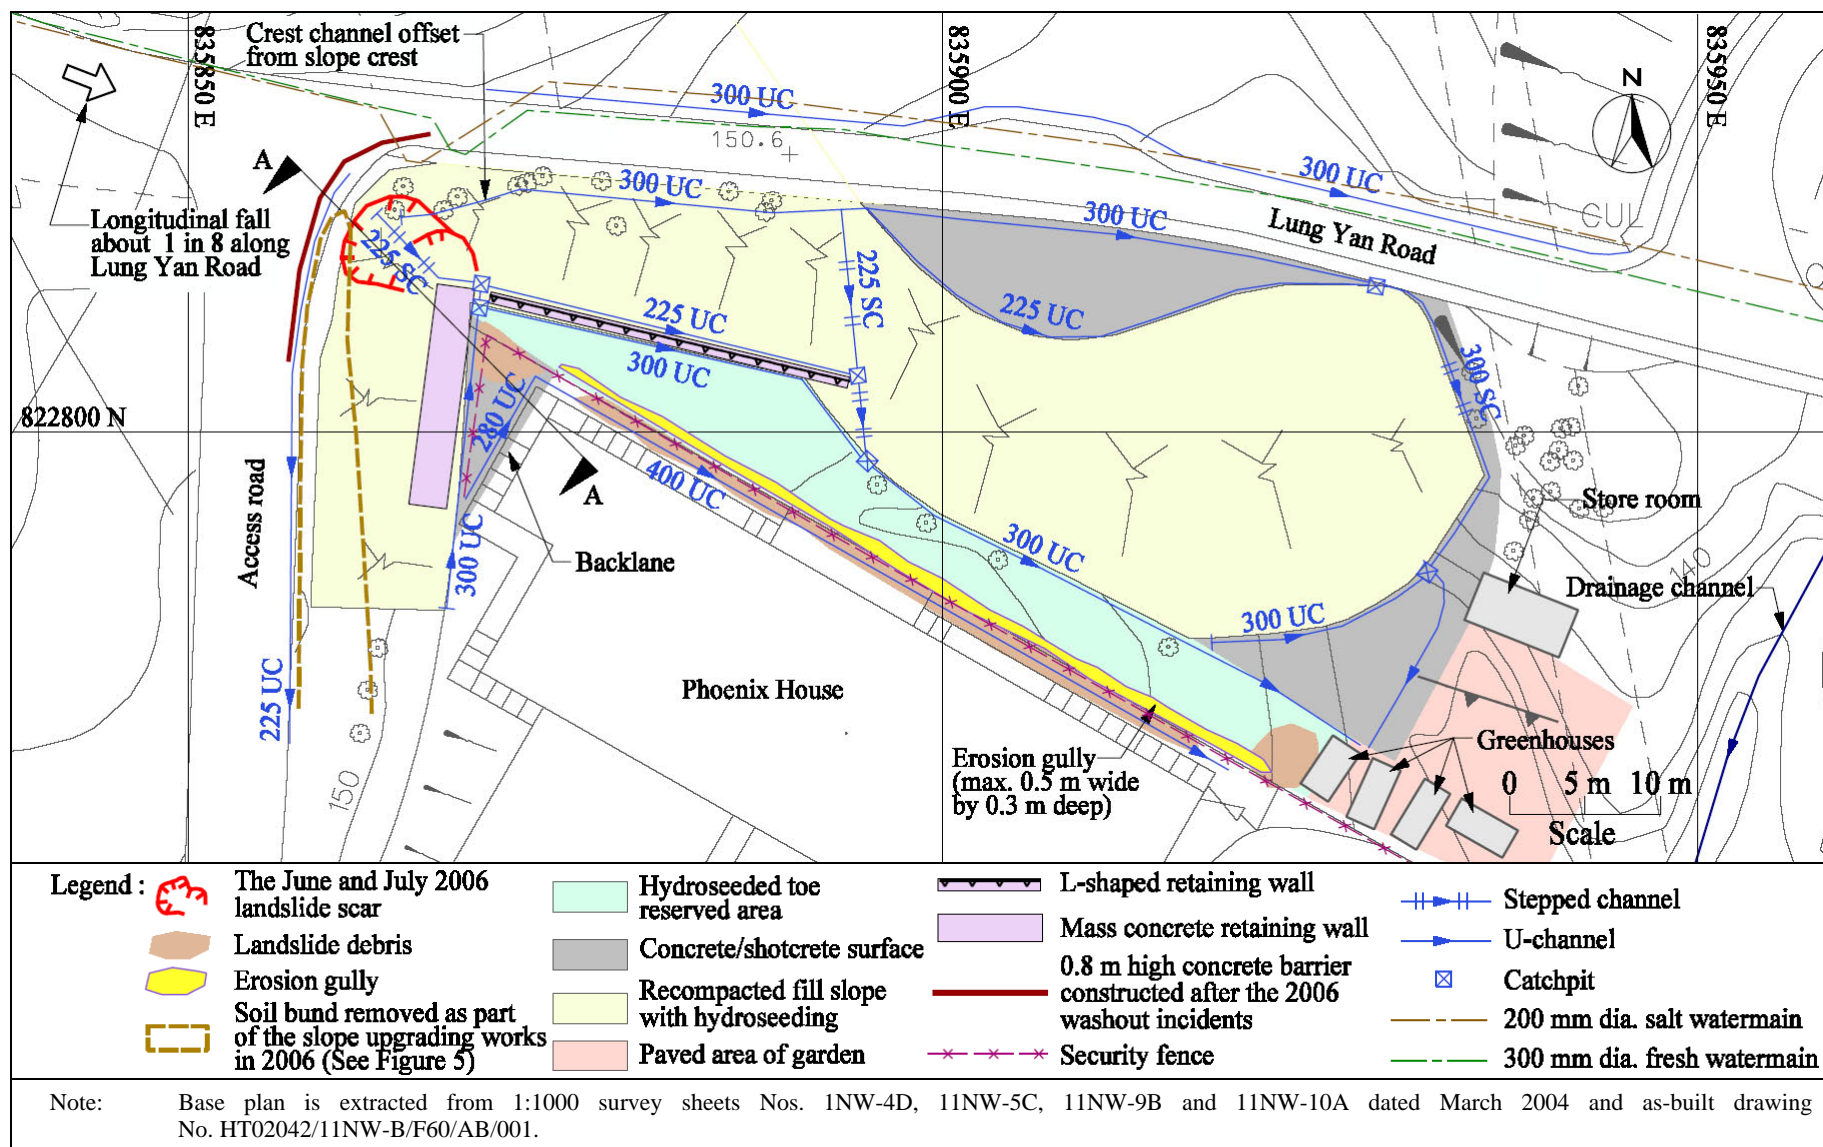 Crest channel offset
from slope crest
835850 E
835900 E
835950 E
N
300 UC
150.6
A
300 UC
300 UC
300 UC
CUL
Longitudinal fall
about 1 in 8 along
Lung Yan Road
Lung Yan Road
225 SC
225 SC
225 UC
225 UC
300 UC
300 SC
822800 N
280 UC
400 UC
A
Store room
Access road
300 UC
Backlane
300 UC
140
Drainage channel
300 UC
225 UC
Phoenix House
150
Erosion gully
(max. 0.5 m wide
by 0.3 m deep)
Greenhouses
0 5 m 10 m
Scale
Legend :
The June and July 2006
landslide scar
Landslide debris
Erosion gully
Soil bund removed as part
of the slope upgrading works
in 2006 (See Figure 5)
Hydroseeded toe
reserved area
Concrete/shotcrete surface
Recompacted fill slope
with hydroseeding
Paved area of garden
L-shaped retaining wall
Mass concrete retaining wall
0.8 m high concrete barrier
constructed after the 2006
washout incidents
Security fence
Stepped channel
U-channel
Catchpit
200 mm dia. salt watermain
300 mm dia. fresh watermain
Note: Base plan is extracted from 1:1000 survey sheets Nos. 1NW-4D, 11NW-5C, 11NW-9B and 11NW-10A dated March 2004 and as-built drawing
No. HT02042/11NW-B/F60/AB/001.